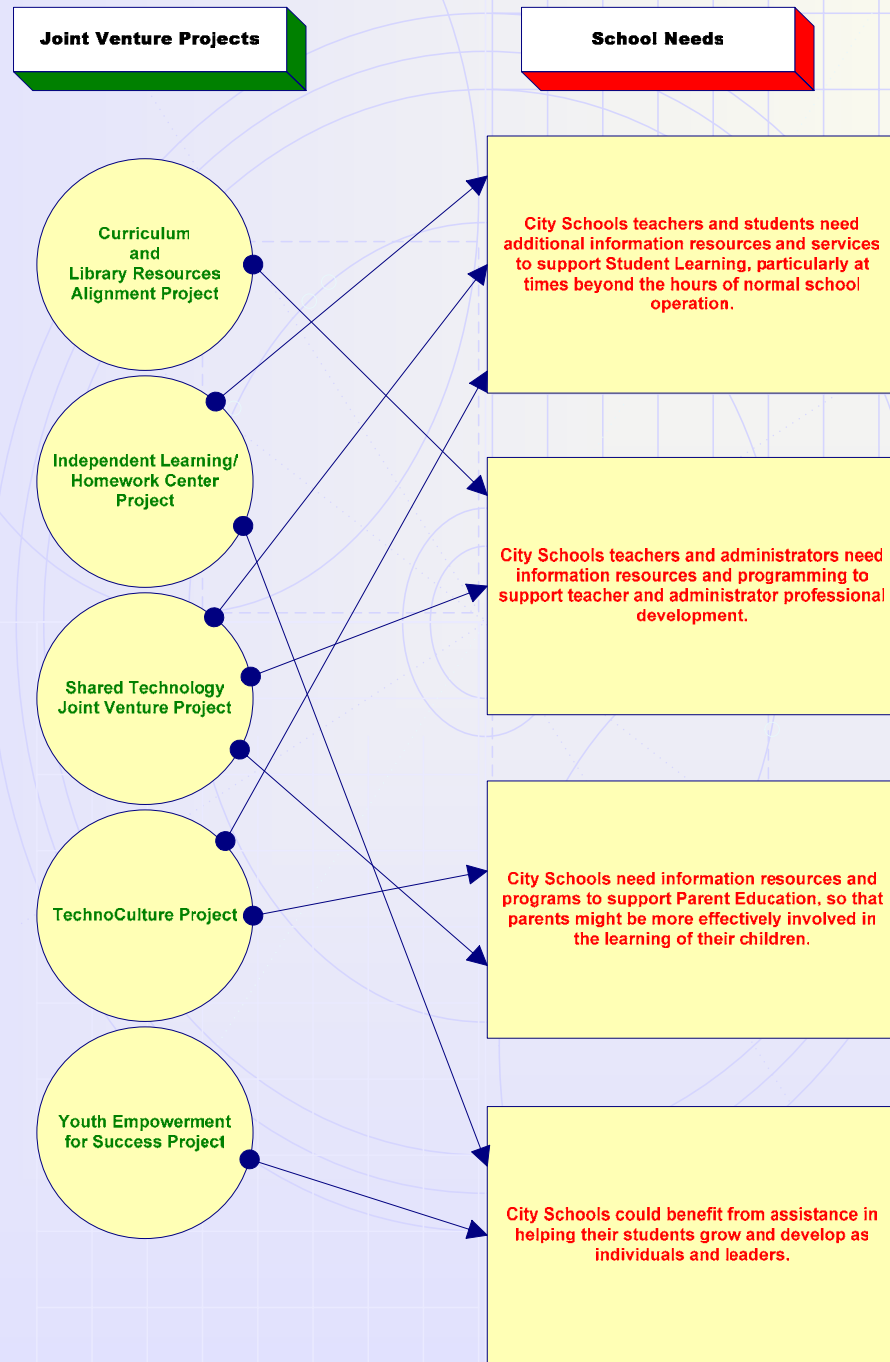 Joint Venture Projects
School Needs
Curriculum
and
Library Resources
Alignment Project
Independent Learning/
Homework Center
Project
Shared Technology
Joint Venture Project
TechnoCulture Project
Youth Empowerment
for Success Project
City Schools teachers and students need
additional information resources and services
to support Student Learning, particularly at
times beyond the hours of normal school
operation.
City Schools teachers and administrators need
information resources and programming to
support teacher and administrator professional
development.
City Schools need information resources and
programs to support Parent Education, so that
parents might be more effectively involved in
the learning of their children.
City Schools could benefit from assistance in
helping their students grow and develop as
individuals and leaders.